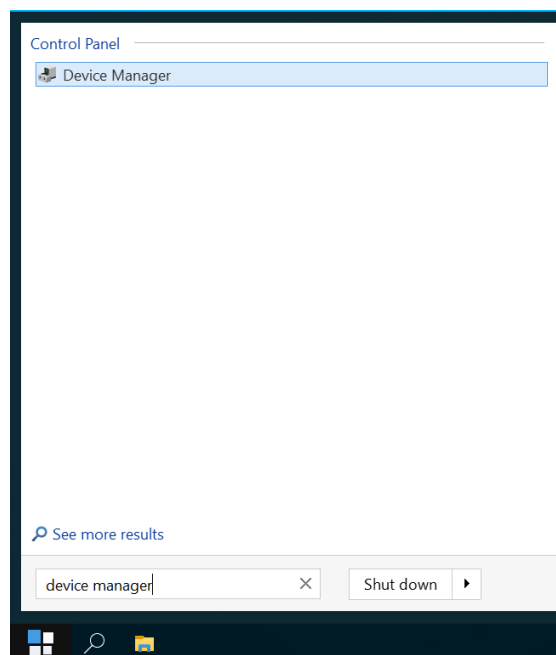 Control Panel
Device Manager
See more results
device manager
Shut down